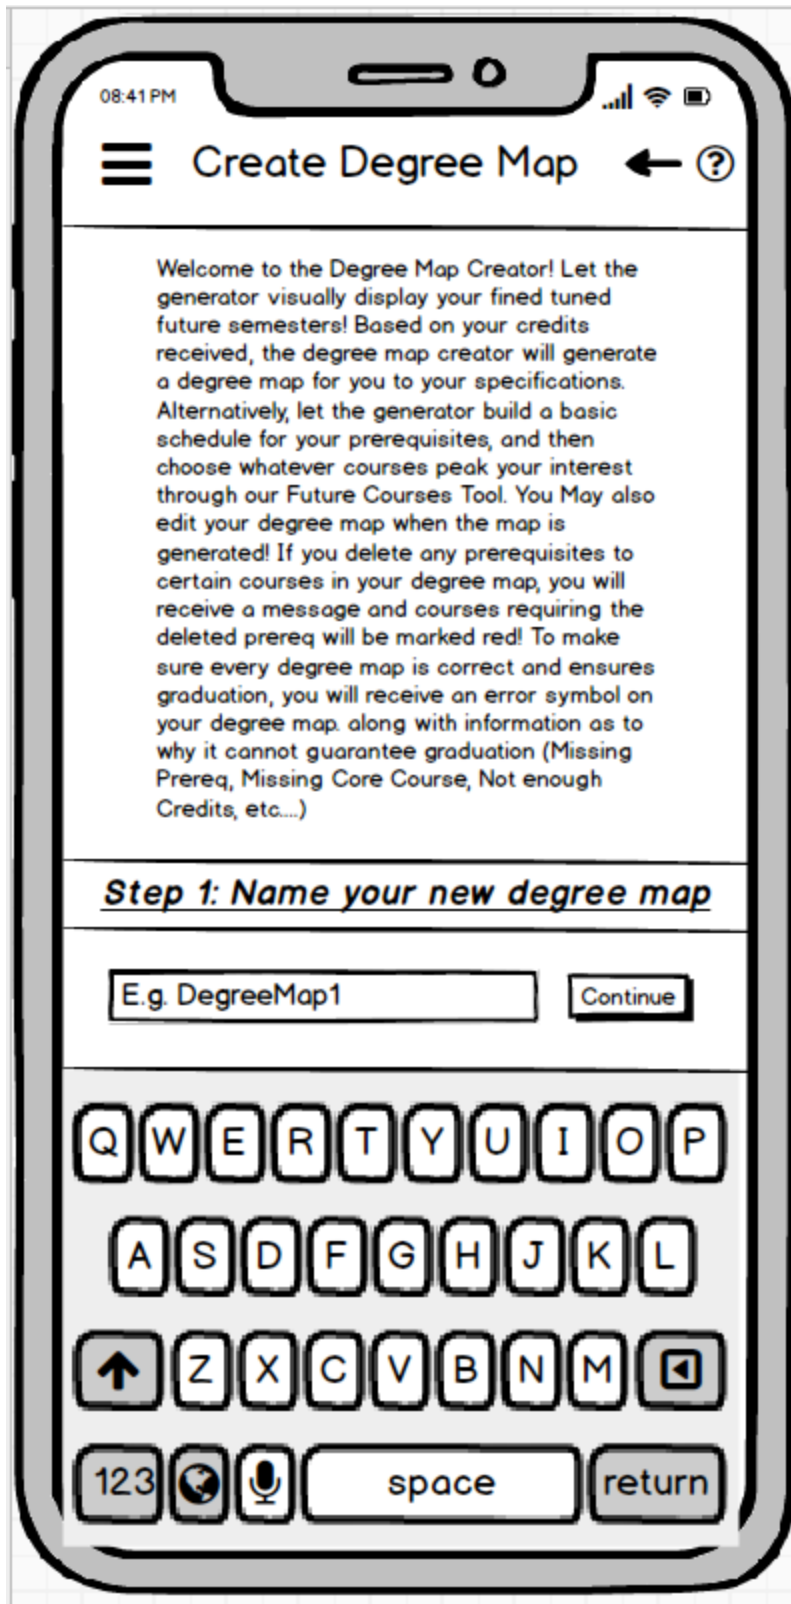 08:41 PM
Create Degree Map
?
Welcome to the Degree Map Creator! Let the
generator visually display your fined tuned
future semesters! Based on your credits
received, the degree map creator will generate
a degree map for you to your specifications.
Alternatively, let the generator build a basic
schedule for your prerequisites, and then
choose whatever courses peak your interest
through our Future Courses Tool. You May also
edit your degree map when the map is
generated! If you delete any prerequisites to
certain courses in your degree map, you will
receive a message and courses requiring the
deleted prereq will be marked red! To make
sure every degree map is correct and ensures
graduation, you will receive an error symbol on
your degree map. along with information as to
why it cannot guarantee graduation (Missing
Prereq, Missing Core Course, Not enough
Credits, etc....)
Step 1: Name your new degree map
E.g. DegreeMap1 Continue
Q W E R T Y U I O P
A S D F G H J K L
Z X C V B N M
123 space return